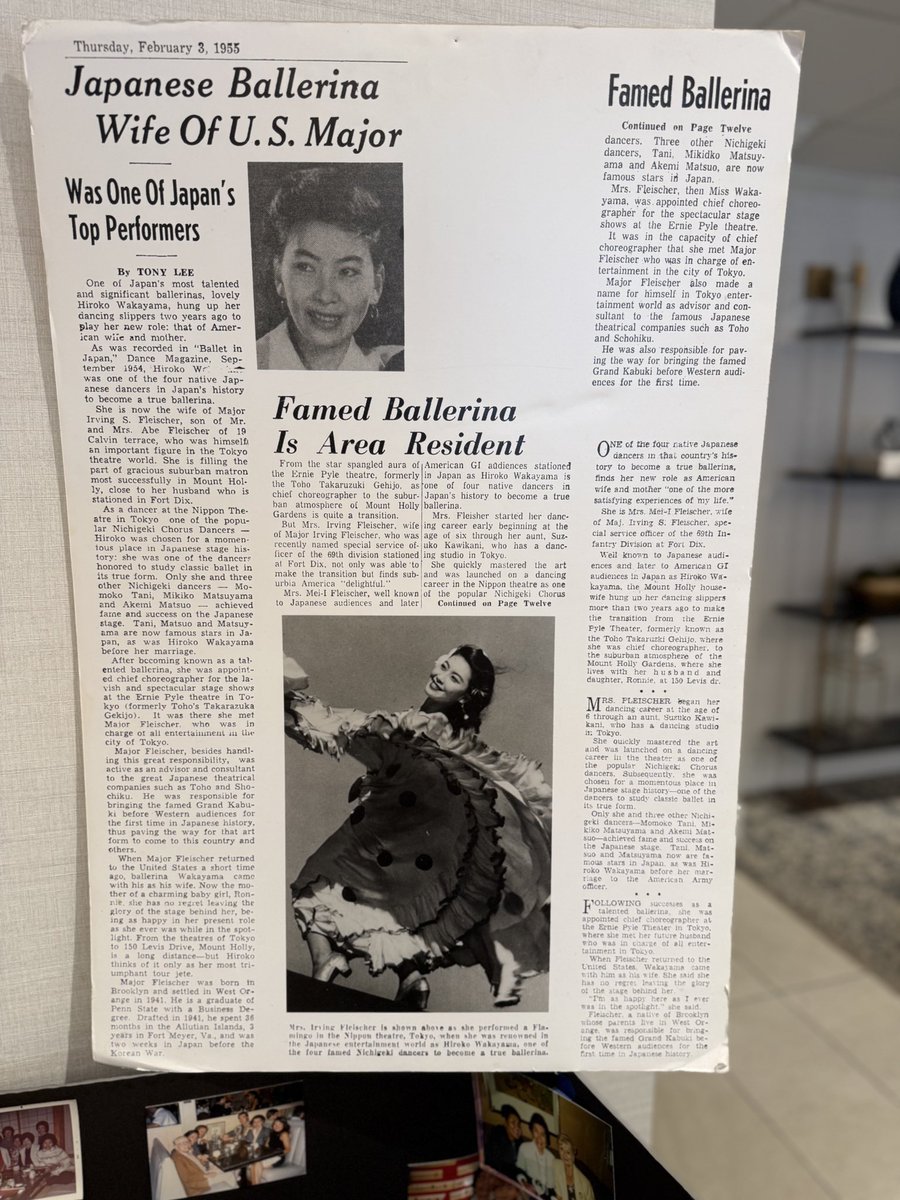 Thursday, February 3, 1955
Japanese Ballerina
Wife Of U.S. Major
Was One Of Japan's
Top Performers
By TONY LEE
One of Japan's most talented
and significant ballerinas, lovely
Hiroko Wakayama, hung up her
dancing slippers two years ago to
play her new role: that of Amer-
ican wife and mother.
As was recorded in "Ballet in
Japan," Dance Magazine, Sep-
tember 1954, Hiroko
was one of the four native Jap-
anese dancers in Japan's history
to become a true ballerina.
She is now the wife of Major
Irving S. Fleischer, son of Mr.
and Mrs. Abe Fleischer of 19
Calvin terrace, who was himself
an important figure in the Tokyo
theatre world. She is filling the
part of gracious suburban matron
most successfully in Mount Hol-
ly, close to her husband who is
stationed in Fort Dix.
As a dancer at the Nippon The-
atre in Tokyo one of the popu-
lar Nichigeki Chorus Dancers —
Hiroko was chosen for a momen-
tous place in Japanese stage his-
tory: she was one of the dancers
honored to study classic ballet in
its true form. Only she and three
other Nichigeki dancers — Mo-
moko Tani, Mikiko Matsuyama
and Akemi Matsuo — achieved
fame and success on the Japanese
stage. Tani, Matsuo and Matsuy-
ama are now famous stars in Ja-
pan, as was Hiroko Wakayama
before her marriage.
After becoming known as a tal-
ented ballerina, she was appoint-
ed chief choreographer for the la-
vish and spectacular stage shows
at the Ernie Pyle theatre in To-
kyo (formerly Toho's Takarazuka
Gekijo). It was there she met
Major Fleischer, who was in
charge of all entertainment in the
city of Tokyo.
Major Fleischer, besides handl-
ing this great responsibility, was
active as an advisor and consultant
to the great Japanese theatrical
companies such as Toho and Sho-
chiku. He was responsible for
bringing the famed Grand Kabu-
ki before Western audiences for
the first time in Japanese history,
thus paving the way for that art
form to come to this country and
others.
When Major Fleischer returned
to the United States a short time
ago, ballerina Wakayama came
with his as his wife. Now the mo-
ther of a charming baby girl, Ron-
nie, she has no regret leaving the
glory of the stage behind her, be-
ing as happy in her present role
as she ever was while in the spot-
light. From the theatres of Tokyo
to 150 Levis Drive, Mount Holly,
is a long distance—but Hiroko
thinks of it only as her most tri-
umphant tour jete.
Major Fleischer was born in
Brooklyn and settled in West Or-
ange in 1941. He is a graduate of
Penn State with a Business De-
gree. Drafted in 1941, he spent 36
months in the Allutian Islands, 3
years in Fort Meyer, Va., and was
two weeks in Japan before the
Korean War.
Famed Ballerina
Is Area Resident
From the star spangled aura of
the Ernie Pyle theatre, formerly
the Toho Takaruzuki Gehijo, as
chief choreographer to the subur-
ban atmosphere of Mount Holly
Gardens is quite a transition.
But Mrs. Irving Fleischer, wife
of Major Irving Fleischer, who was
recently named special service of-
ficer of the 69th division stationed
at Fort Dix, not only was able to
make the transition but finds sub-
urbia America "delightful."
Mrs. Mei-I Fleischer, well known
to Japanese audiences and later
American GI audiences stationed
in Japan as Hiroko Wakayama is
one of four native dancers in
Japan's history to become a true
ballerina.
Mrs. Fleisher started her danc-
ing career early beginning at the
age of six through her aunt, Suz-
uko Kawikani, who has a danc-
ing studio in Tokyo.
She quickly mastered the art
and was launched on a dancing
career in the Nippon theatre as one
of the popular Nichigeki Chorus
Continued on Page Twelve
Mrs. Irving Fleischer is shown above as she performed a Fla-
mingo in the Nippon theatre, Tokyo, when she was renowned in
the Japanese entertainment world as Hiroko Wakayama, one of
the four famed Nichigeki dancers to become a true ballerina.
Famed Ballerina
Continued on Page Twelve
dancers. Three other Nichigeki
dancers, Tani, Mikidko Matsuy-
ama and Akemi Matsuo, are now
famous stars in Japan.
Mrs. Fleischer, then Miss Waka-
yama, was appointed chief choreo-
grapher for the spectacular stage
shows at the Ernie Pyle theatre.
It was in the capacity of chief
choreographer that she met Major
Fleischer who was in charge of en-
tertainment in the city of Tokyo.
Major Fleischer also made a
name for himself in Tokyo enter-
tainment world as advisor and con-
sultant to the famous Japanese
theatrical companies such as Toho
and Schohiku.
He was also responsible for pav-
ing the way for bringing the famed
Grand Kabuki before Western audi-
ences for the first time.
ONE of the four native Japanese
dancers in that country's his-
tory to become a true ballerina,
finds her new role as American
wife and mother "one of the more
satisfying experiences of my life."
She is Mrs. Mei-I Fleischer, wife
of Maj. Irving S. Fleischer, spe-
cial service officer of the 69th In-
fantry Division at Fort Dix.
Well known to Japanese audi-
ences and later to American GI
audiences in Japan as Hiroko Wa-
kayama, the Mount Holly house-
wife hung up her dancing slippers
more than two years ago to make
the transition from the Ernie
Pyle Theater, formerly known as
the Toho Takaruzki Gehijo, where
she was chief choreographer, to
the suburban atmosphere of the
Mount Holly Gardens, where she
lives with her husband and
daughter, Ronnie, at 150 Levis dr.
* * *
MRS. FLEISCHER began her
dancing career at the age of
6 through an aunt, Suzuko Kawi-
kani, who has a dancing studio
in Tokyo.
She quickly mastered the art
and was launched on a dancing
career in the theater as one of
the popular Nichigeki Chorus
dancers. Subsequently, she was
chosen for a momentous place in
Japanese stage history—one of the
dancers to study classic ballet in
its true form.
Only she and three other Nichi-
geki dancers—Momoko Tani, Mi-
kiko Matsuyama and Akemi Mat-
suo—achieved fame and success on
the Japanese stage. Tani, Mat-
suo and Matsuyama now are fa-
mous stars in Japan, as was Hi-
roko Wakayama before her mar-
riage to the American Army
officer.
* * *
FOLLOWING successes as a
talented ballerina, she was
appointed chief choreographer at
the Ernie Pyle Theater in Tokyo,
where she met her future husband
who was in charge of all enter-
tainment in Tokyo.
When Fleischer returned to the
United States, Wakayama came
with him as his wife. She said she
has no regret leaving the glory
of the stage behind her.
"I'm as happy here as I ever
was in the spotlight," she said.
Fleischer, a native of Brooklyn
whose parents live in West Or-
ange, was responsible for bring-
ing the famed Grand Kabuki be-
fore Western audiences for the
first time in Japanese history.